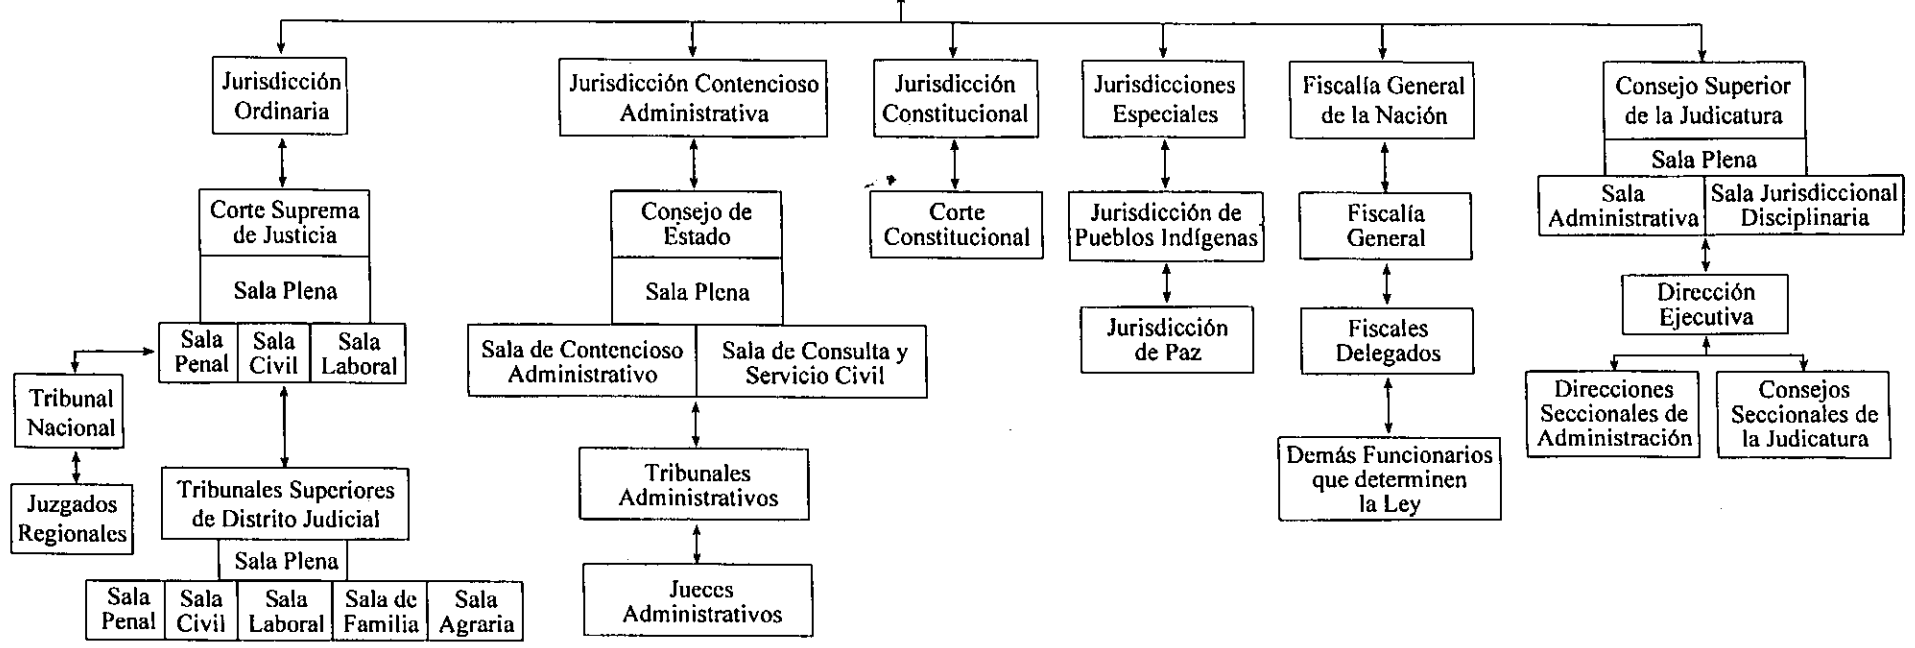 Jurisdicción
Ordinaria
Jurisdicción Contencioso
Administrativa
Jurisdicción
Constitucional
Jurisdicciones
Especiales
Fiscalía General
de la Nación
Consejo Superior
de la Judicatura
Sala Plena
Sala
Administrativa
Sala Jurisdiccional
Disciplinaria
Corte Suprema
de Justicia
Sala Plena
Sala
Penal
Sala
Civil
Sala
Laboral
Consejo de
Estado
Sala Plena
Sala de Contencioso
Administrativo
Sala de Consulta y
Servicio Civil
Corte
Constitucional
Jurisdicción de
Pueblos Indígenas
Jurisdicción
de Paz
Fiscalía
General
Fiscales
Delegados
Dirección
Ejecutiva
Direcciones
Seccionales de
Administración
Consejos
Seccionales de
la Judicatura
Tribunal
Nacional
Juzgados
Regionales
Tribunales Superiores
de Distrito Judicial
Sala Plena
Sala
Penal
Sala
Civil
Sala
Laboral
Sala de
Familia
Sala
Agraria
Tribunales
Administrativos
Jueces
Administrativos
Demás Funcionarios
que determinen
la Ley